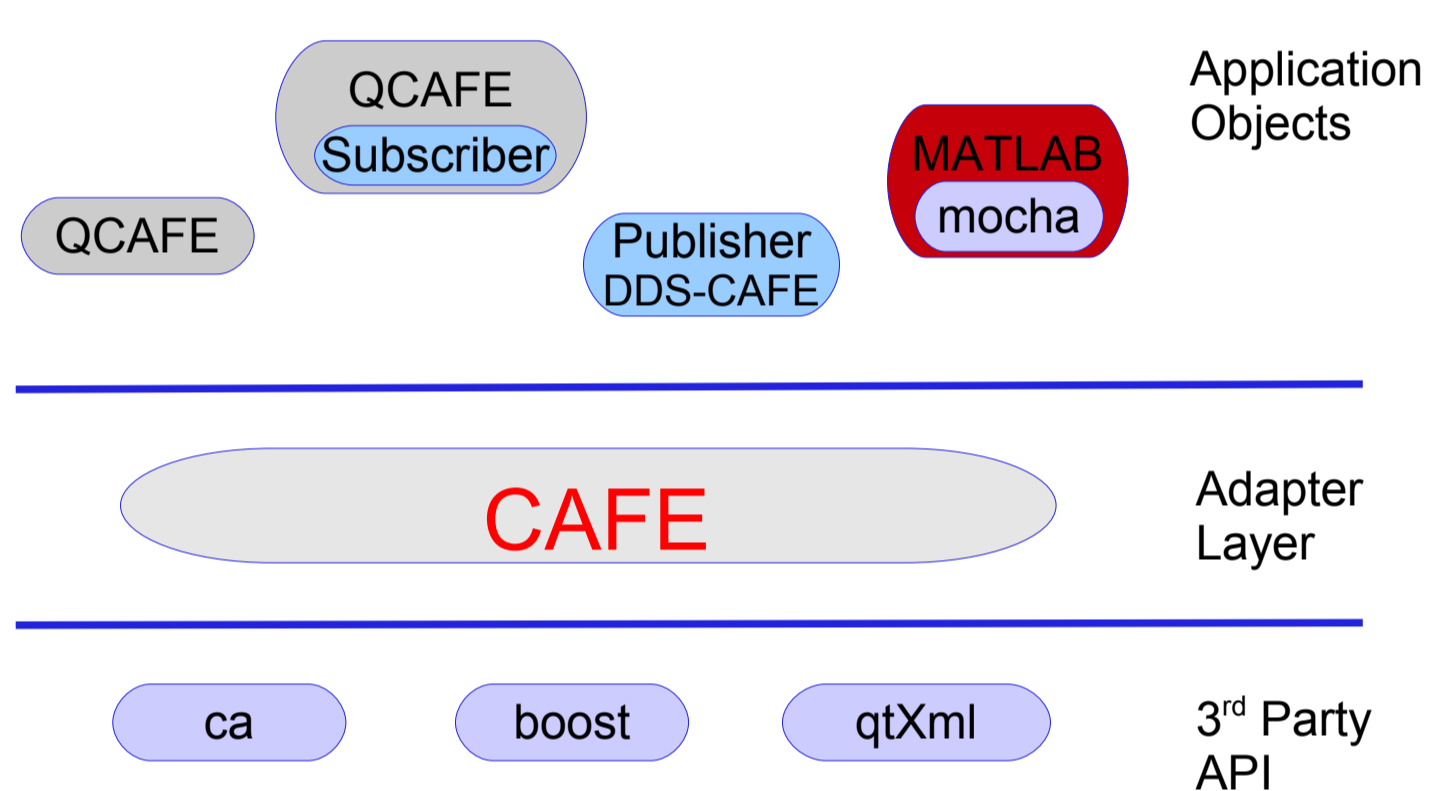 QCAFE
Subscriber
QCAFE
Publisher
DDS-CAFE
MATLAB
mocha
Application
Objects
CAFE
Adapter
Layer
ca
boost
qtXml
3rd Party
API